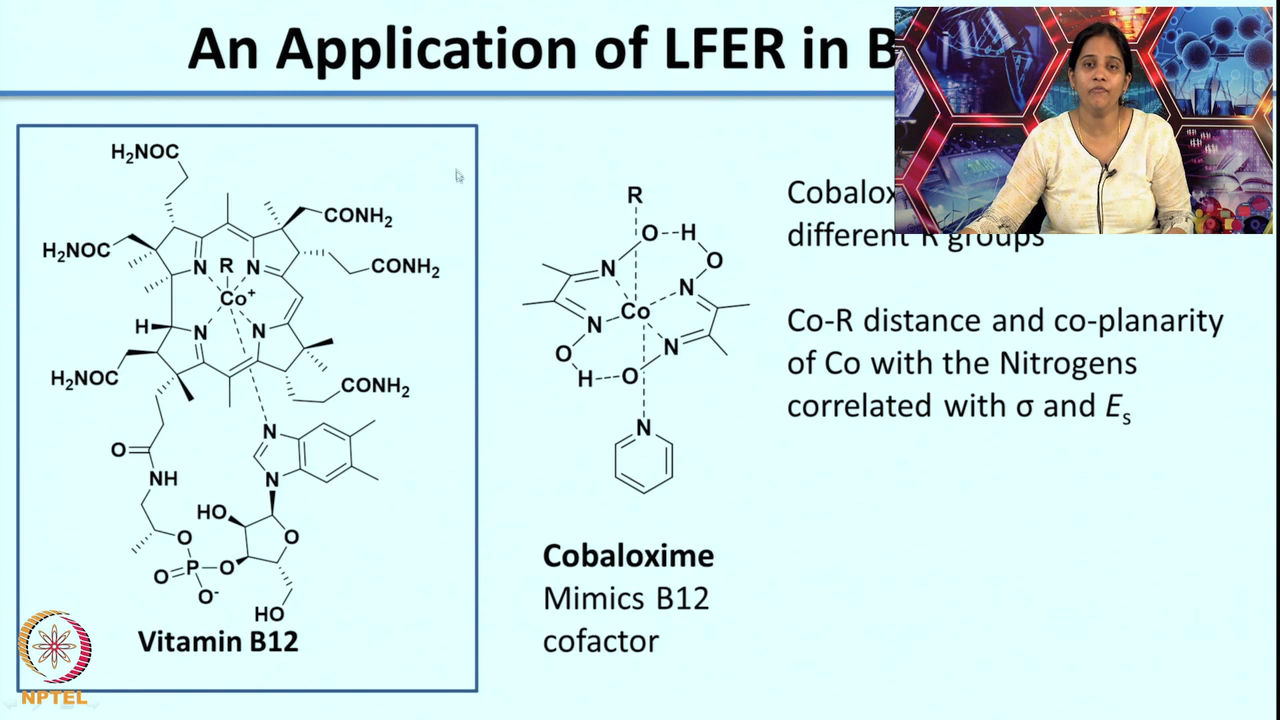 An Application of LFER in B
H₂NOC
CONH₂
H₂NOC
CONH₂
R
N
N
Co⁺
H
N
N
H₂NOC
CONH₂
O
N
NH
N
HO
O
O
O=P-O
O⁻
HO
Vitamin B12
R
O--H
O
N
N
Co
N
N
O
H--O
N
Cobaloxime
Mimics B12
cofactor
different R groups
Co-R distance and co-planarity
of Co with the Nitrogens
correlated with σ and Eₛ
NPTEL